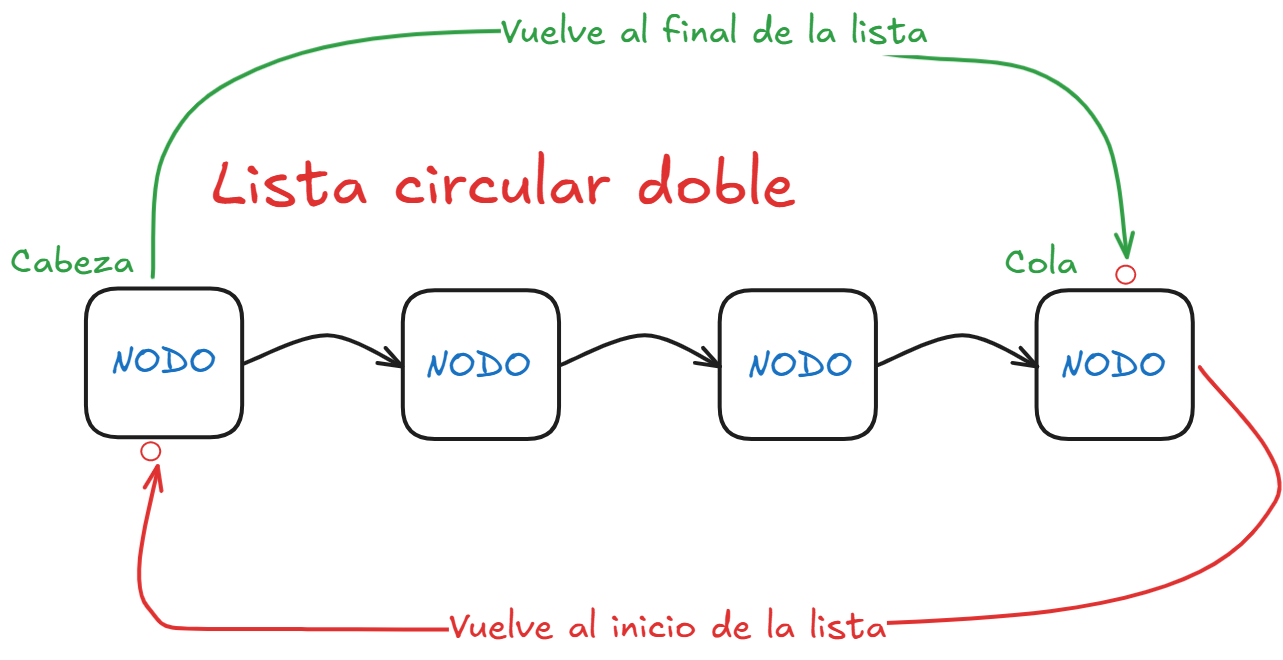 Vuelve al final de la lista
Lista circular doble
Cabeza
Cola
NODO
NODO
NODO
NODO
Vuelve al inicio de la lista